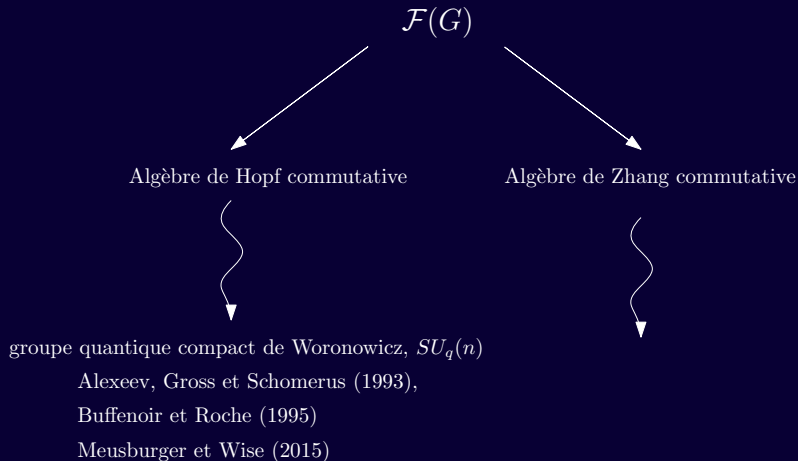 𝓕(G)
Algèbre de Hopf commutative
Algèbre de Zhang commutative
groupe quantique compact de Woronowicz, SU_q(n)
Alexeev, Gross et Schomerus (1993),
Buffenoir et Roche (1995)
Meusburger et Wise (2015)